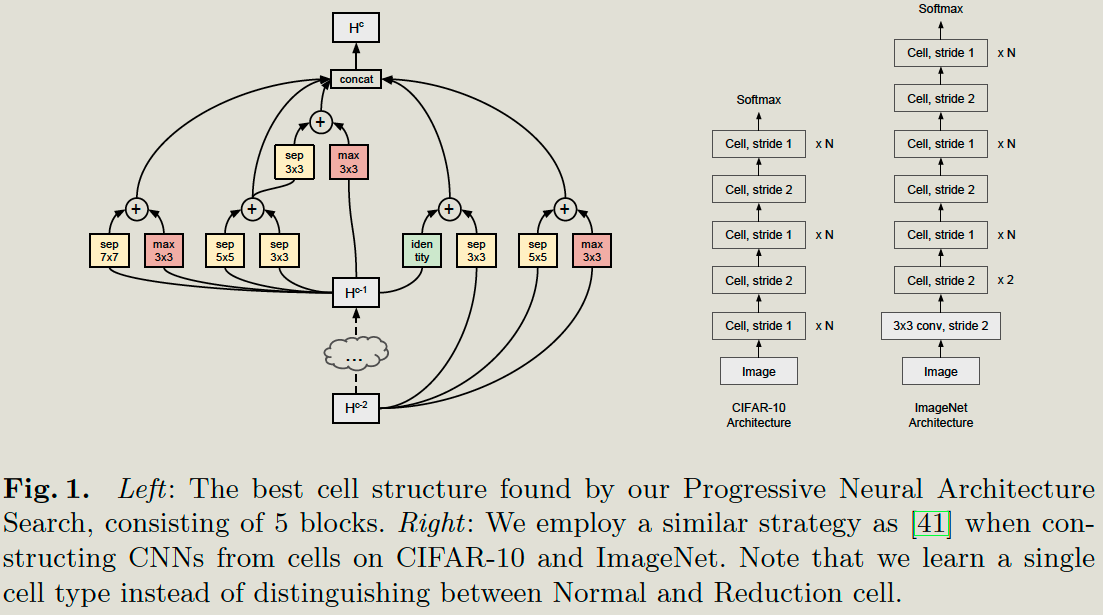 H^c
concat
+
sep 3x3
max 3x3
+
+
+
+
sep 7x7
max 3x3
sep 5x5
sep 3x3
iden tity
sep 3x3
sep 5x5
max 3x3
H^c-1
...
H^c-2
Softmax
Cell, stride 1 x N
Cell, stride 2
Cell, stride 1 x N
Cell, stride 2
Cell, stride 1 x N
Image
CIFAR-10
Architecture
Softmax
Cell, stride 1 x N
Cell, stride 2
Cell, stride 1 x N
Cell, stride 2
Cell, stride 1 x N
Cell, stride 2 x 2
3x3 conv, stride 2
Image
ImageNet
Architecture
Fig. 1. Left: The best cell structure found by our Progressive Neural Architecture
Search, consisting of 5 blocks. Right: We employ a similar strategy as [41] when con-
structing CNNs from cells on CIFAR-10 and ImageNet. Note that we learn a single
cell type instead of distinguishing between Normal and Reduction cell.